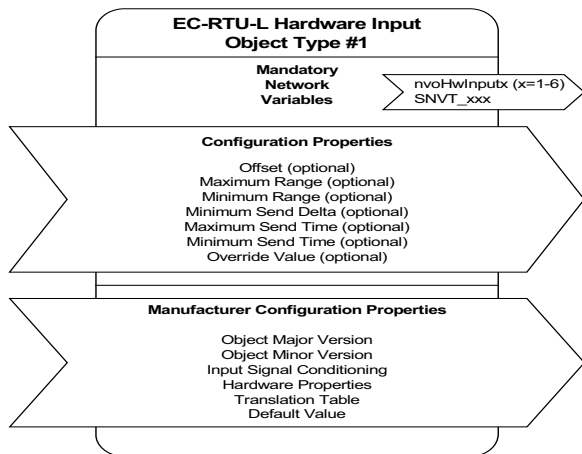 EC-RTU-L Hardware Input
Object Type #1
Mandatory
Network
Variables
nvoHwInputx (x=1-6)
SNVT_xxx
Configuration Properties
Offset (optional)
Maximum Range (optional)
Minimum Range (optional)
Minimum Send Delta (optional)
Maximum Send Time (optional)
Minimum Send Time (optional)
Override Value (optional)
Manufacturer Configuration Properties
Object Major Version
Object Minor Version
Input Signal Conditioning
Hardware Properties
Translation Table
Default Value